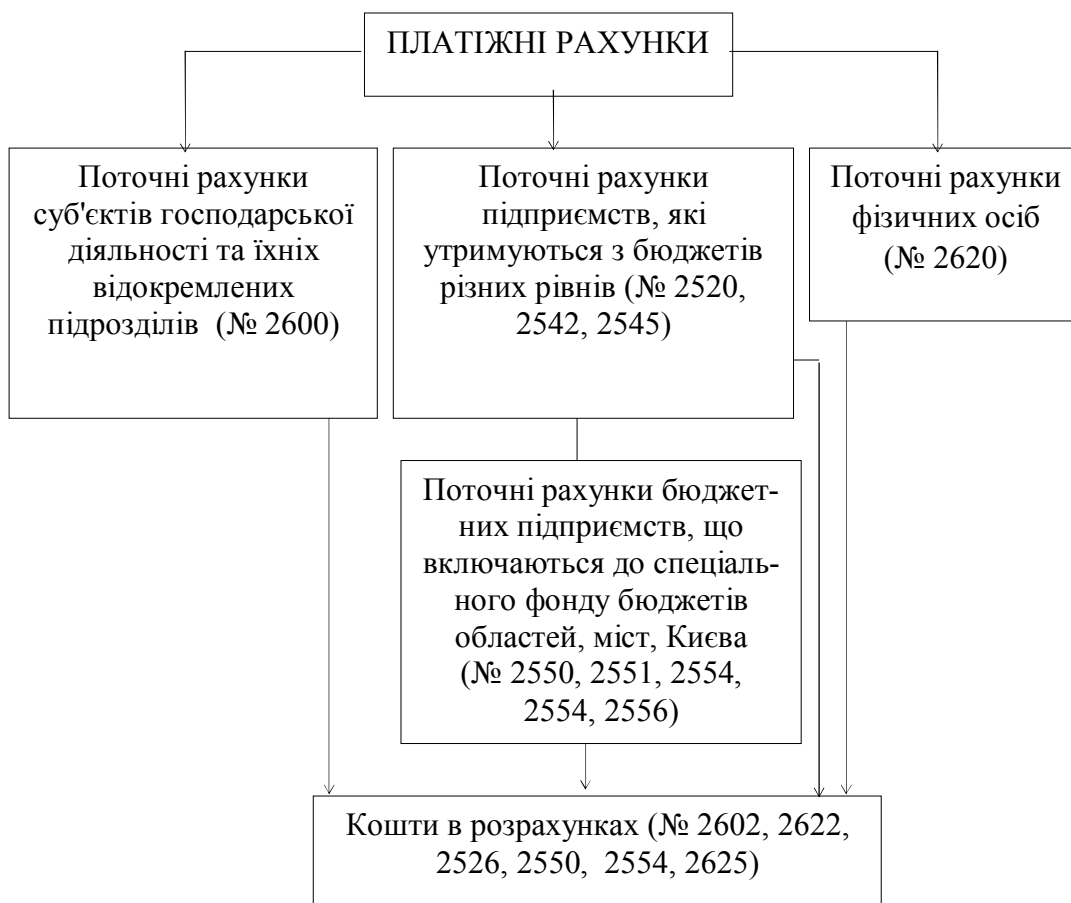 ПЛАТІЖНІ РАХУНКИ
Поточні рахунки
суб'єктів господарської
діяльності та їхніх
відокремлених
підрозділів (№ 2600)
Поточні рахунки
підприємств, які
утримуються з бюджетів
різних рівнів (№ 2520,
2542, 2545)
Поточні рахунки
фізичних осіб
(№ 2620)
Поточні рахунки бюджет-
них підприємств, що
включаються до спеціаль-
ного фонду бюджетів
областей, міст, Києва
(№ 2550, 2551, 2554,
2554, 2556)
Кошти в розрахунках (№ 2602, 2622,
2526, 2550, 2554, 2625)